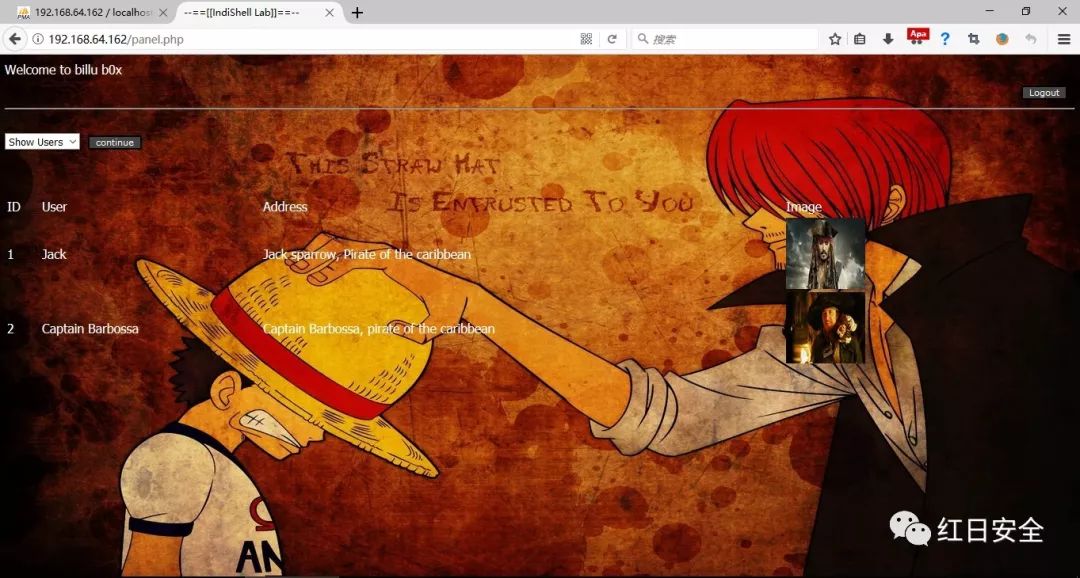 192.168.64.162 / localhost
--==[[IndiShell Lab]]==--
192.168.64.162/panel.php
搜索
Apa
Welcome to billu b0x
Logout
Show Users
continue
This Straw Hat
Is Entrusted To You
ID User Address Image
1 Jack Jack sparrow, Pirate of the caribbean
2 Captain Barbossa Captain Barbossa, pirate of the caribbean
AN
红日安全